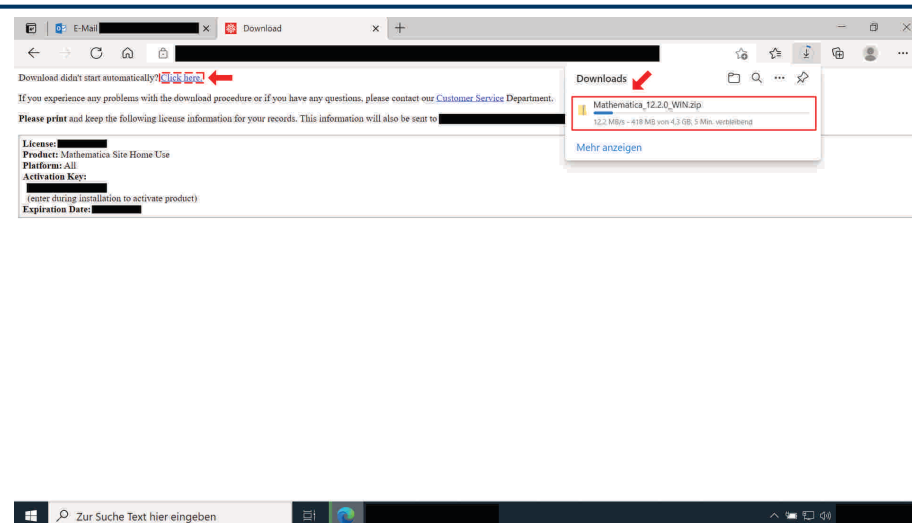 E-Mail
Download
Download didn't start automatically? Click here.
If you experience any problems with the download procedure or if you have any questions, please contact our Customer Service Department.
Please print and keep the following license information for your records. This information will also be sent to
License:
Product: Mathematica Site Home Use
Platform: All
Activation Key:
(enter during installation to activate product)
Expiration Date:
Downloads
Mathematica_12.2.0_WIN.zip
12,2 MB/s - 418 MB von 4,3 GB, 5 Min. verbleibend
Mehr anzeigen
Zur Suche Text hier eingeben